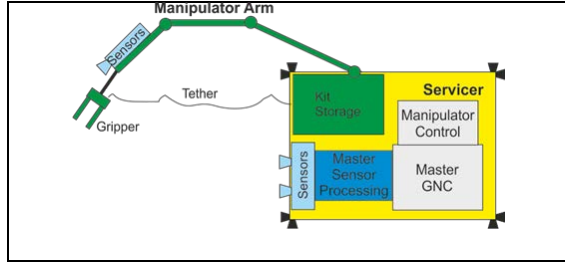 Manipulator Arm
Sensors
Tether
Gripper
Kit
Storage
Servicer
Manipulator
Control
Sensors
Master
Sensor
Processing
Master
GNC